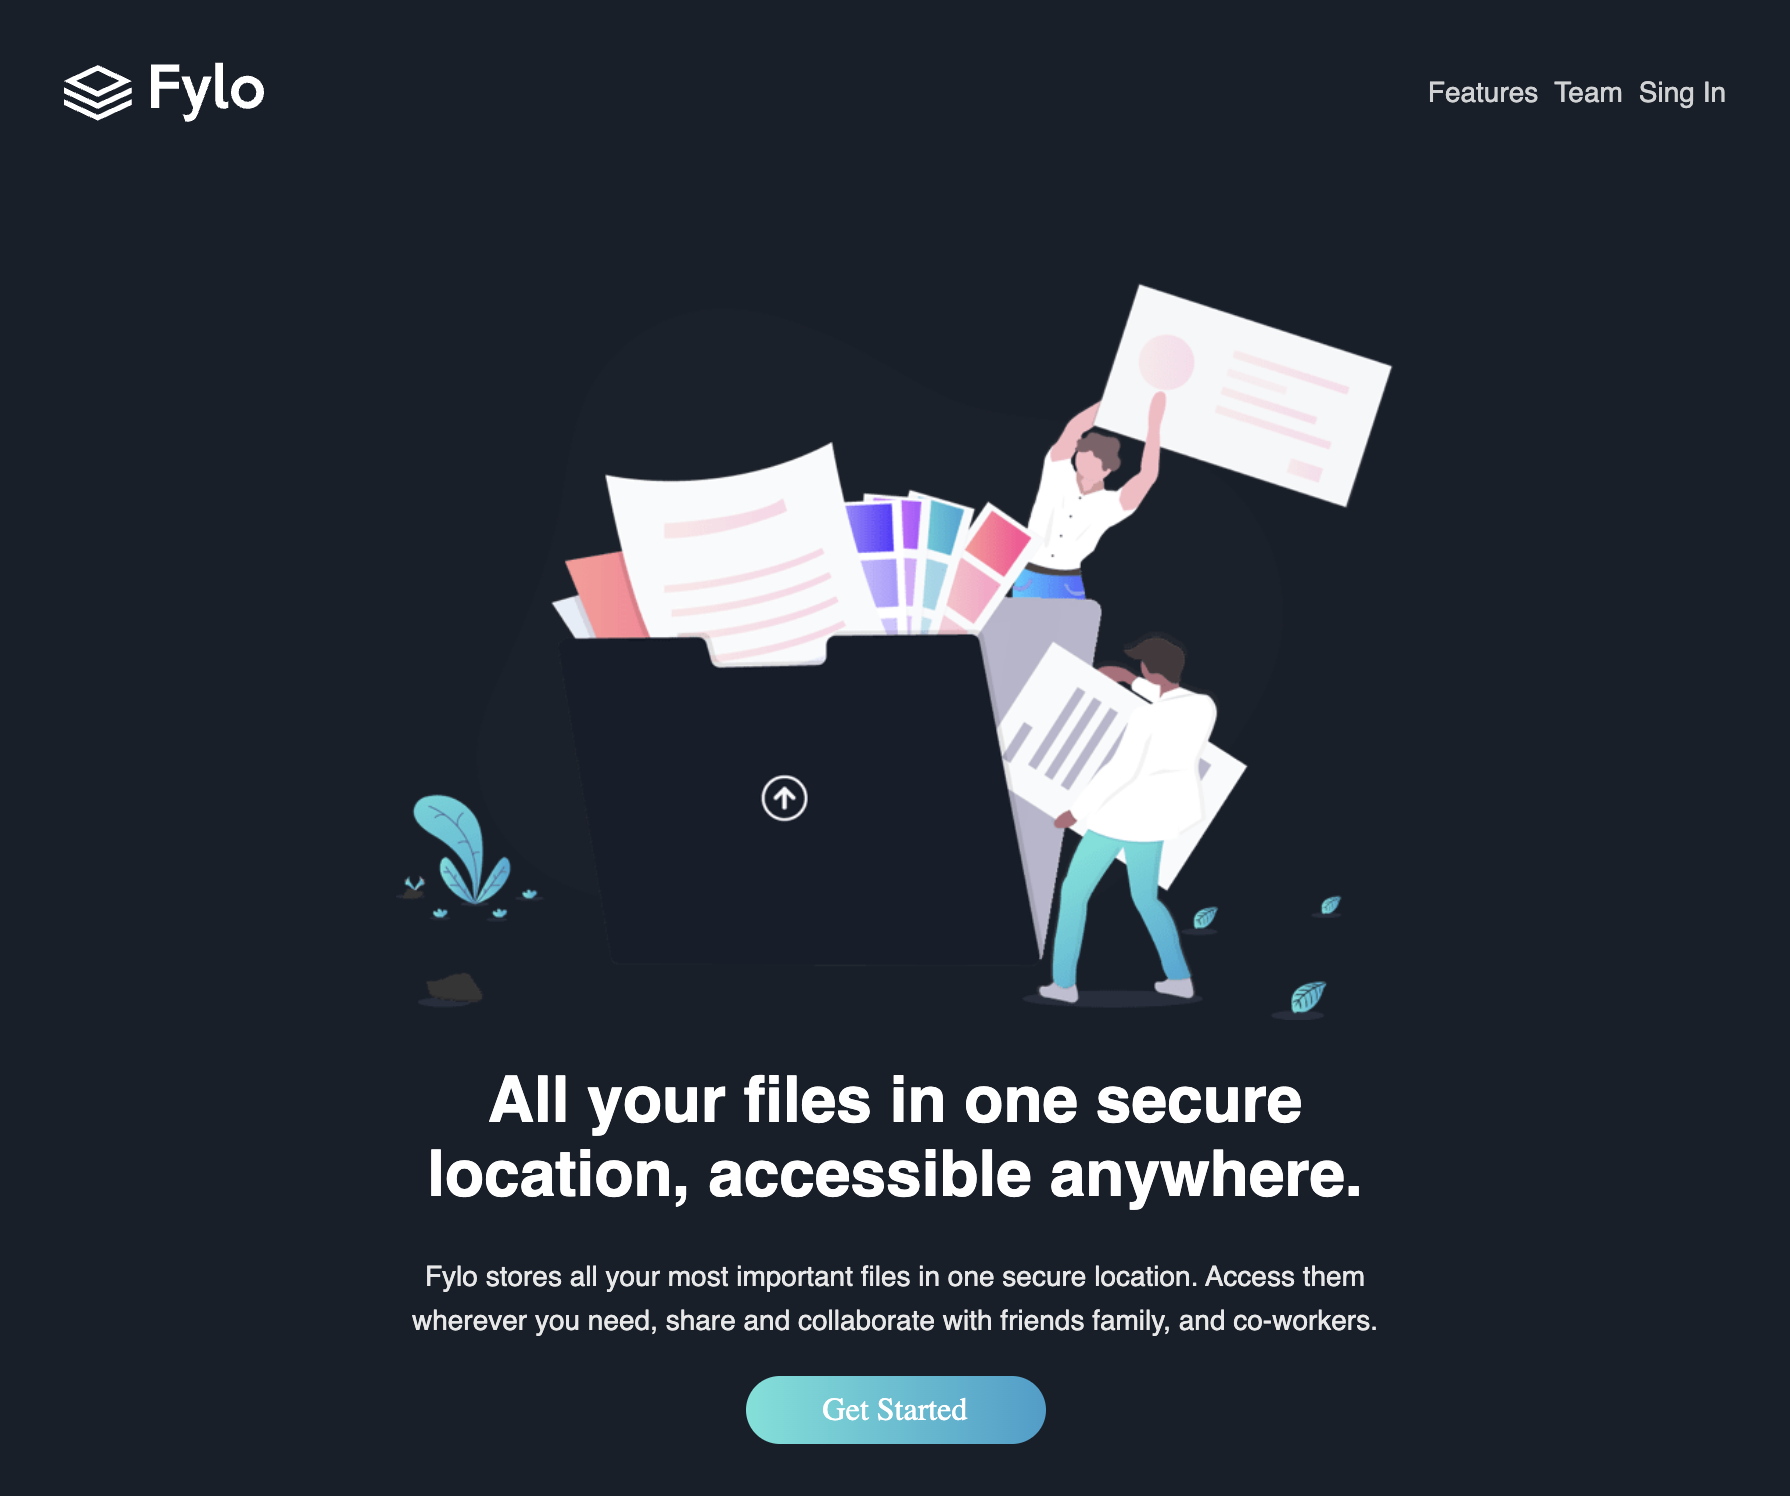 Fylo
Features Team Sing In
All your files in one secure
location, accessible anywhere.
Fylo stores all your most important files in one secure location. Access them
wherever you need, share and collaborate with friends family, and co-workers.
Get Started